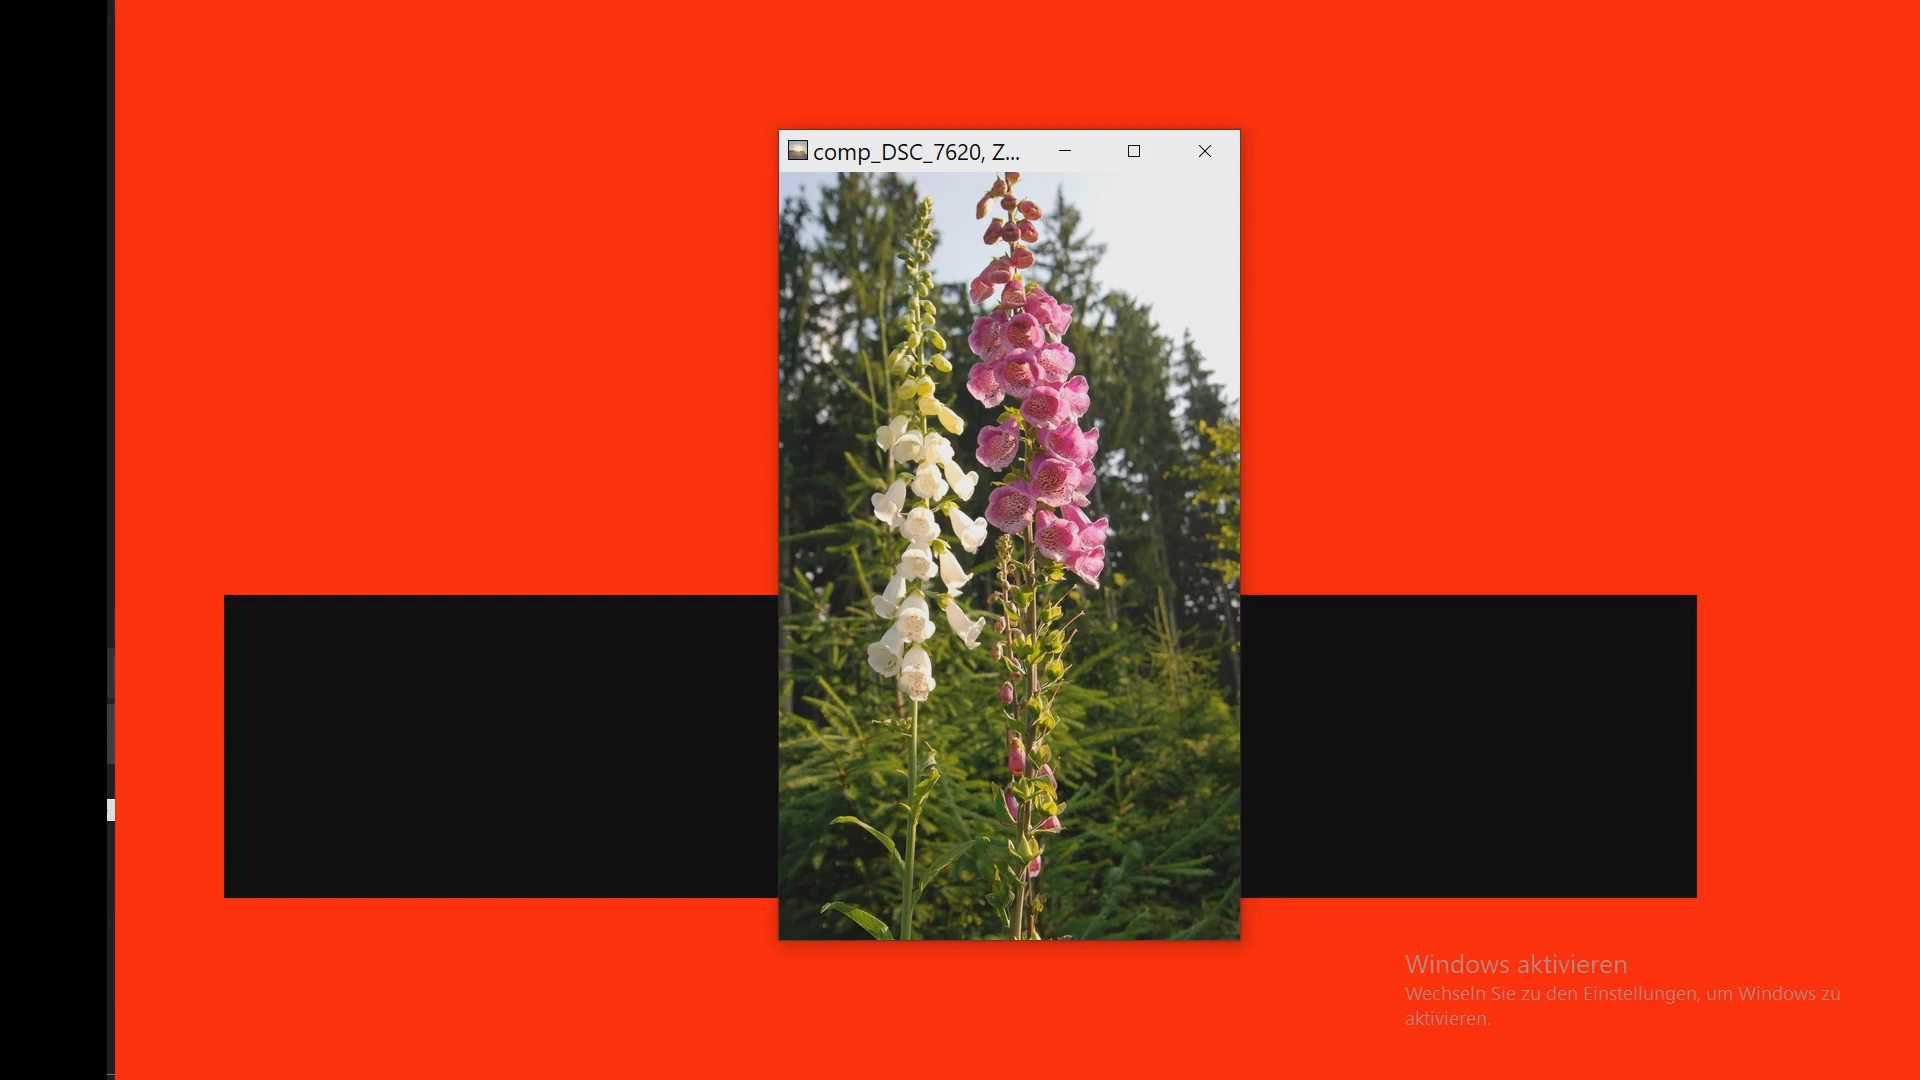 comp_DSC_7620, Z...
Windows aktivieren
Wechseln Sie zu den Einstellungen, um Windows zu
aktivieren.